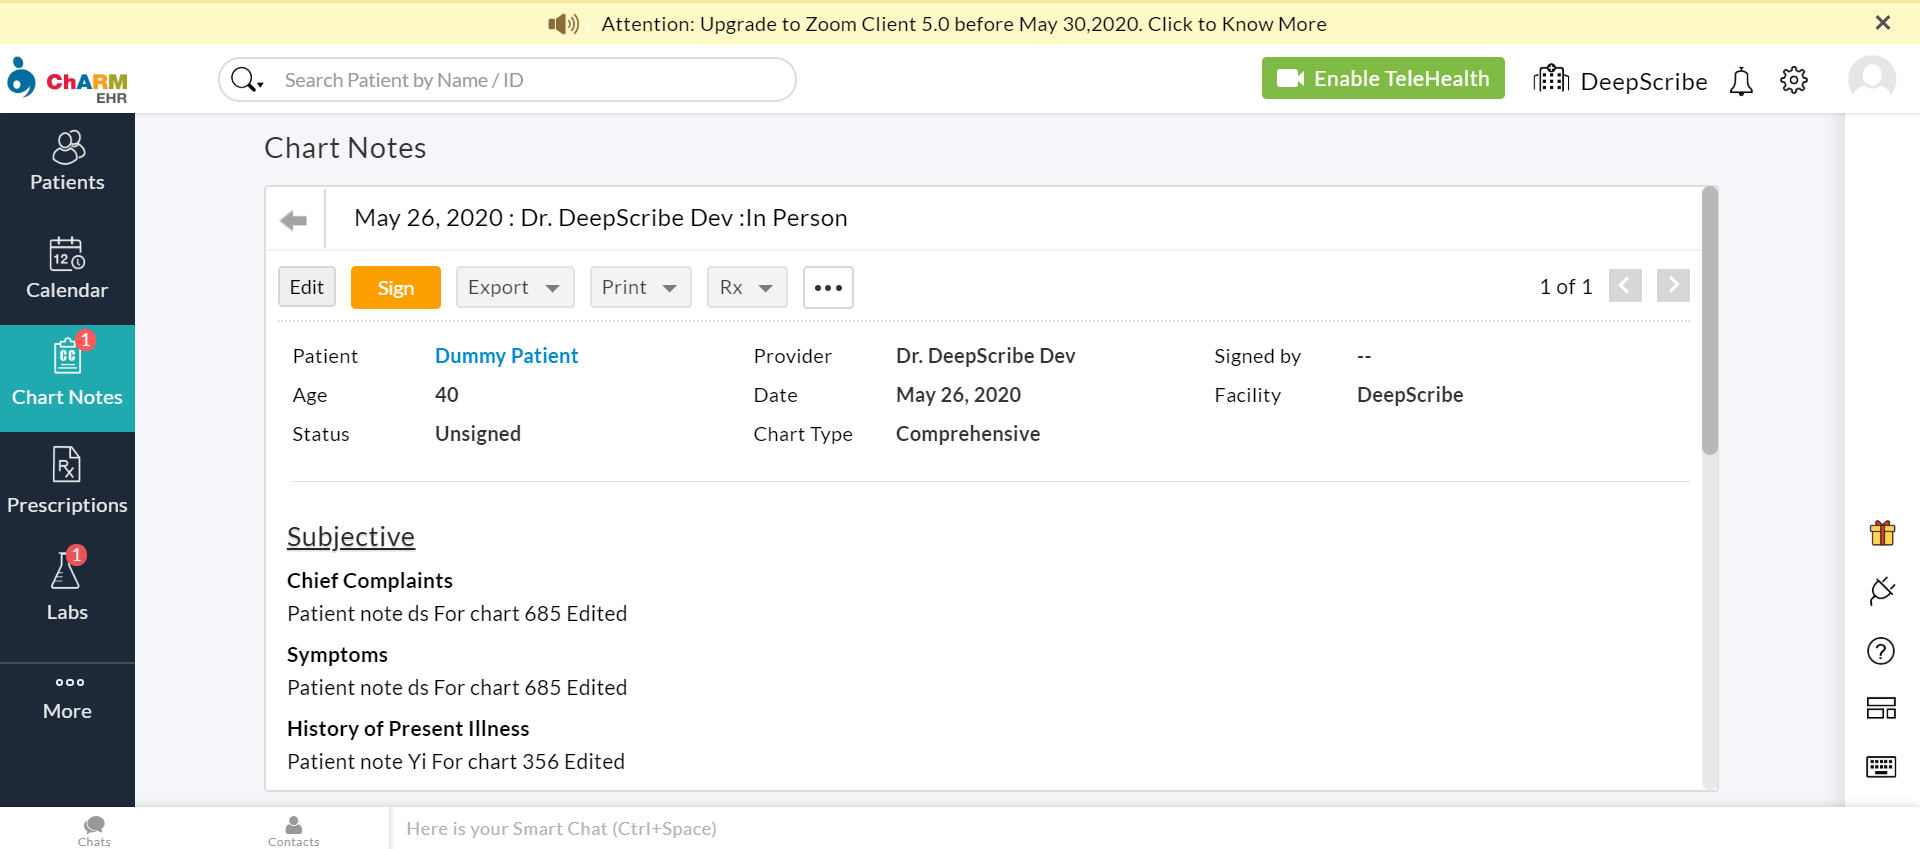 Attention: Upgrade to Zoom Client 5.0 before May 30,2020. Click to Know More
ChARM
EHR
Search Patient by Name / ID
Enable TeleHealth
DeepScribe
Patients
12
Calendar
CC
1
Chart Notes
Rx
Prescriptions
1
Labs
More
Chart Notes
May 26, 2020 : Dr. DeepScribe Dev :In Person
Edit Sign Export Print Rx 1 of 1
Patient Dummy Patient Provider Dr. DeepScribe Dev Signed by --
Age 40 Date May 26, 2020 Facility DeepScribe
Status Unsigned Chart Type Comprehensive
Subjective
Chief Complaints
Patient note ds For chart 685 Edited
Symptoms
Patient note ds For chart 685 Edited
History of Present Illness
Patient note Yi For chart 356 Edited
Chats
Contacts
Here is your Smart Chat (Ctrl+Space)